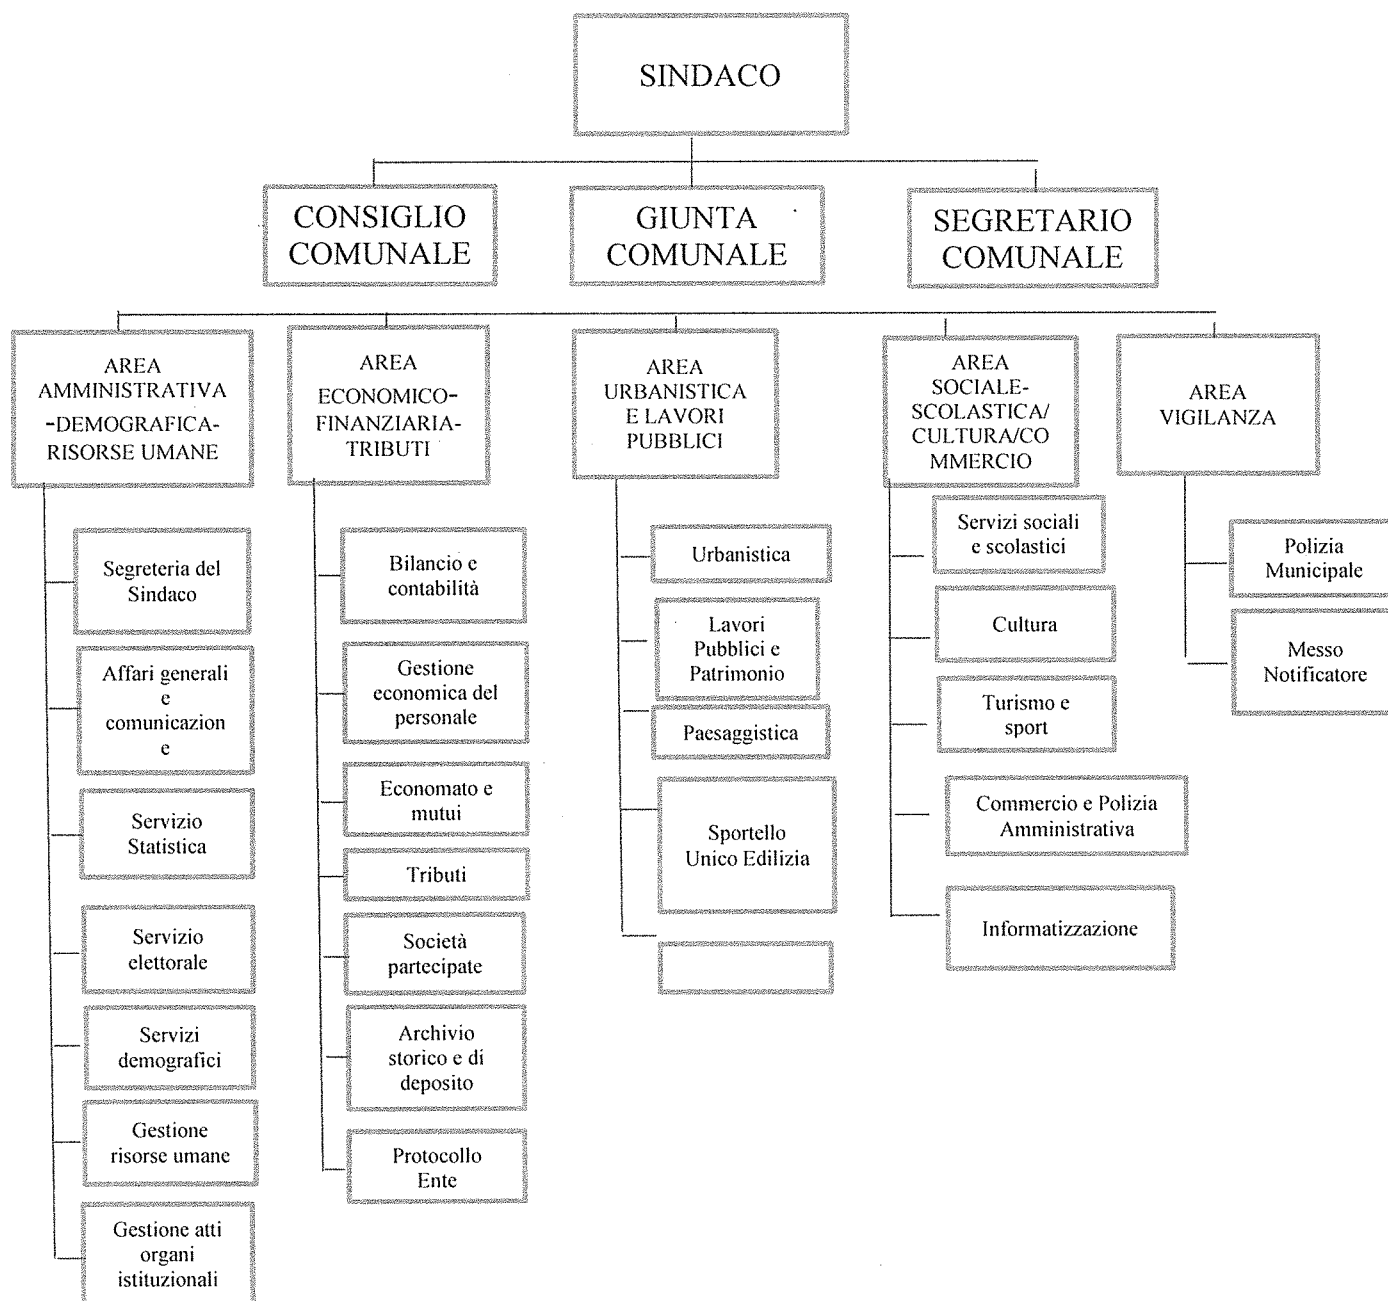 SINDACO
CONSIGLIO
COMUNALE
GIUNTA
COMUNALE
SEGRETARIO
COMUNALE
AREA
AMMINISTRATIVA
-DEMOGRAFICA-
RISORSE UMANE
Segreteria del
Sindaco
Affari generali
e
comunicazion
e
Servizio
Statistica
Servizio
elettorale
Servizi
demografici
Gestione
risorse umane
Gestione atti
organi
istituzionali
AREA
ECONOMICO-
FINANZIARIA-
TRIBUTI
Bilancio e
contabilità
Gestione
economica del
personale
Economato e
mutui
Tributi
Società
partecipate
Archivio
storico e di
deposito
Protocollo
Ente
AREA
URBANISTICA
E LAVORI
PUBBLICI
Urbanistica
Lavori
Pubblici e
Patrimonio
Paesaggistica
Sportello
Unico Edilizia
AREA
SOCIALE-
SCOLASTICA/
CULTURA/CO
MMERCIO
Servizi sociali
e scolastici
Cultura
Turismo e
sport
Commercio e Polizia
Amministrativa
Informatizzazione
AREA
VIGILANZA
Polizia
Municipale
Messo
Notificatore